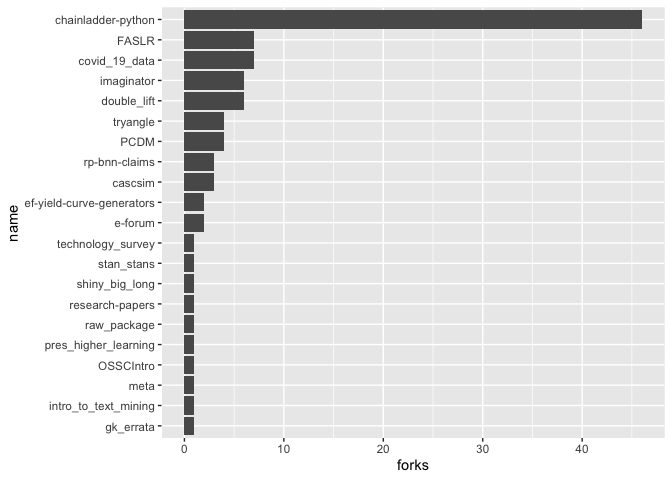 chainladder-python
FASLR
covid_19_data
imaginator
double_lift
tryangle
PCDM
rp-bnn-claims
cascsim
ef-yield-curve-generators
e-forum
technology_survey
stan_stans
shiny_big_long
research-papers
raw_package
pres_higher_learning
OSSCIntro
meta
intro_to_text_mining
gk_errata
name
0 10 20 30 40
forks